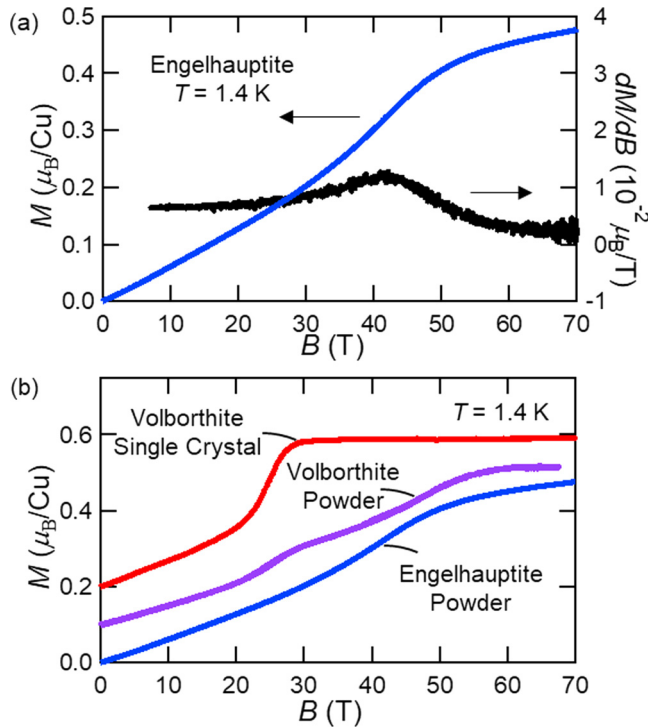 (a)
Engelhauptite
T = 1.4 K
M (μB/Cu)
0.5
0.4
0.3
0.2
0.1
0.0
4
3
2
1
0
-1
dM/dB (10-2 μB/T)
0 10 20 30 40 50 60 70
B (T)
(b)
T = 1.4 K
Volborthite
Single Crystal
Volborthite
Powder
Engelhauptite
Powder
M (μB/Cu)
0.6
0.4
0.2
0.0
0 10 20 30 40 50 60 70
B (T)